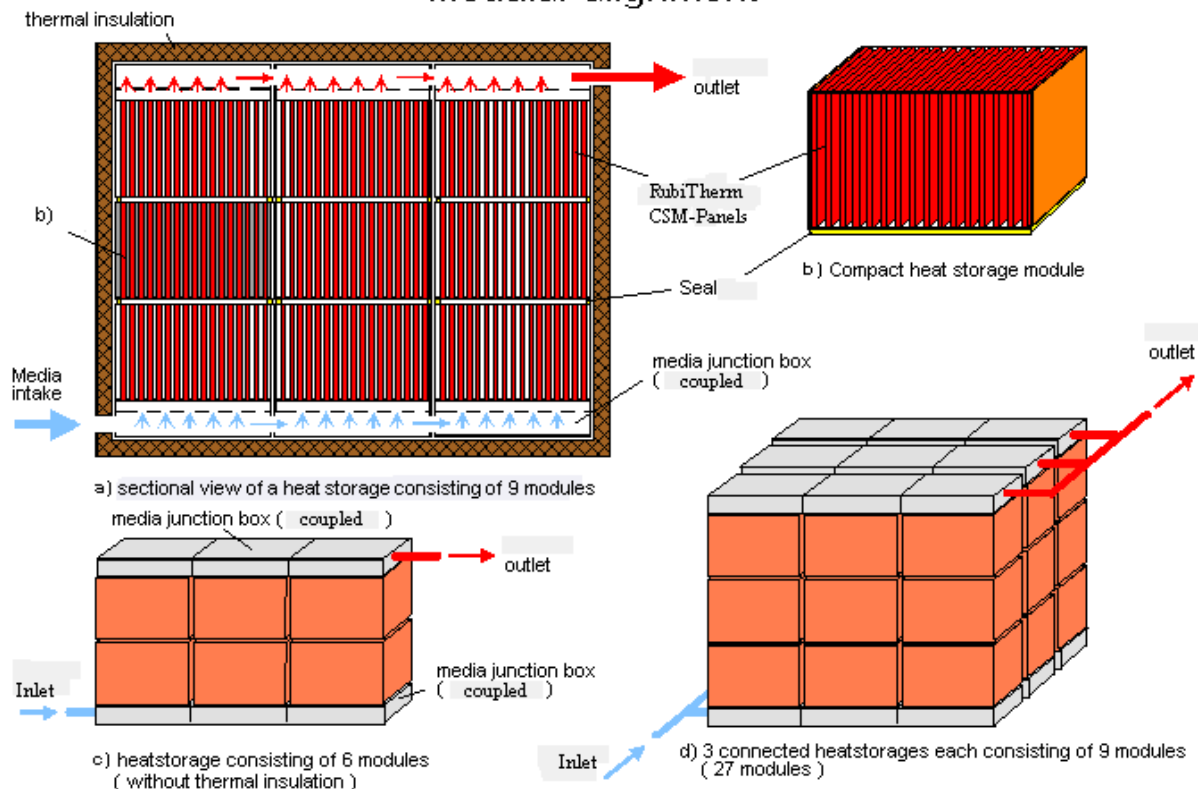 modular alignment
thermal insulation
outlet
b)
RubiTherm
CSM-Panels
b ) Compact heat storage module
Seal
Media
intake
media junction box
( coupled )
outlet
a) sectional view of a heat storage consisting of 9 modules
media junction box ( coupled )
outlet
media junction box
( coupled )
Inlet
Inlet
c) heatstorage consisting of 6 modules
( without thermal insulation )
d) 3 connected heatstorages each consisting of 9 modules
( 27 modules )